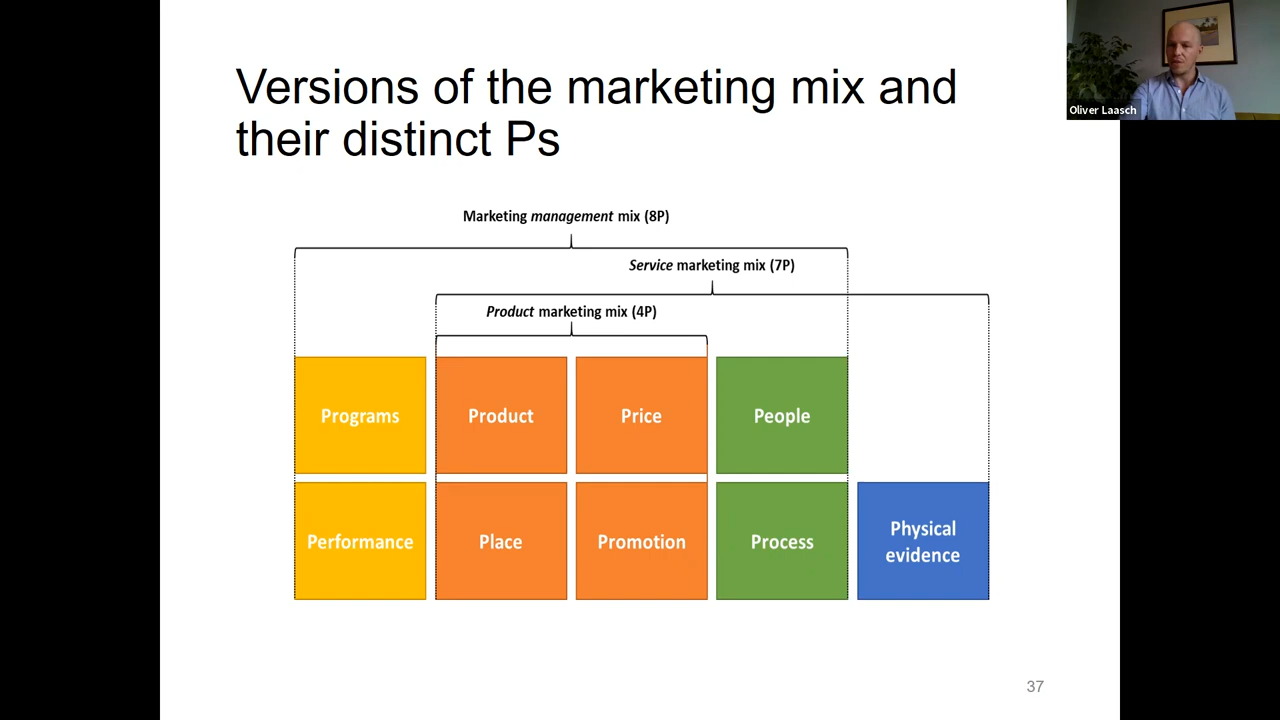 Versions of the marketing mix and
their distinct Ps
Oliver Laasch
Marketing management mix (8P)
Service marketing mix (7P)
Product marketing mix (4P)
Programs
Product
Price
People
Performance
Place
Promotion
Process
Physical
evidence
37